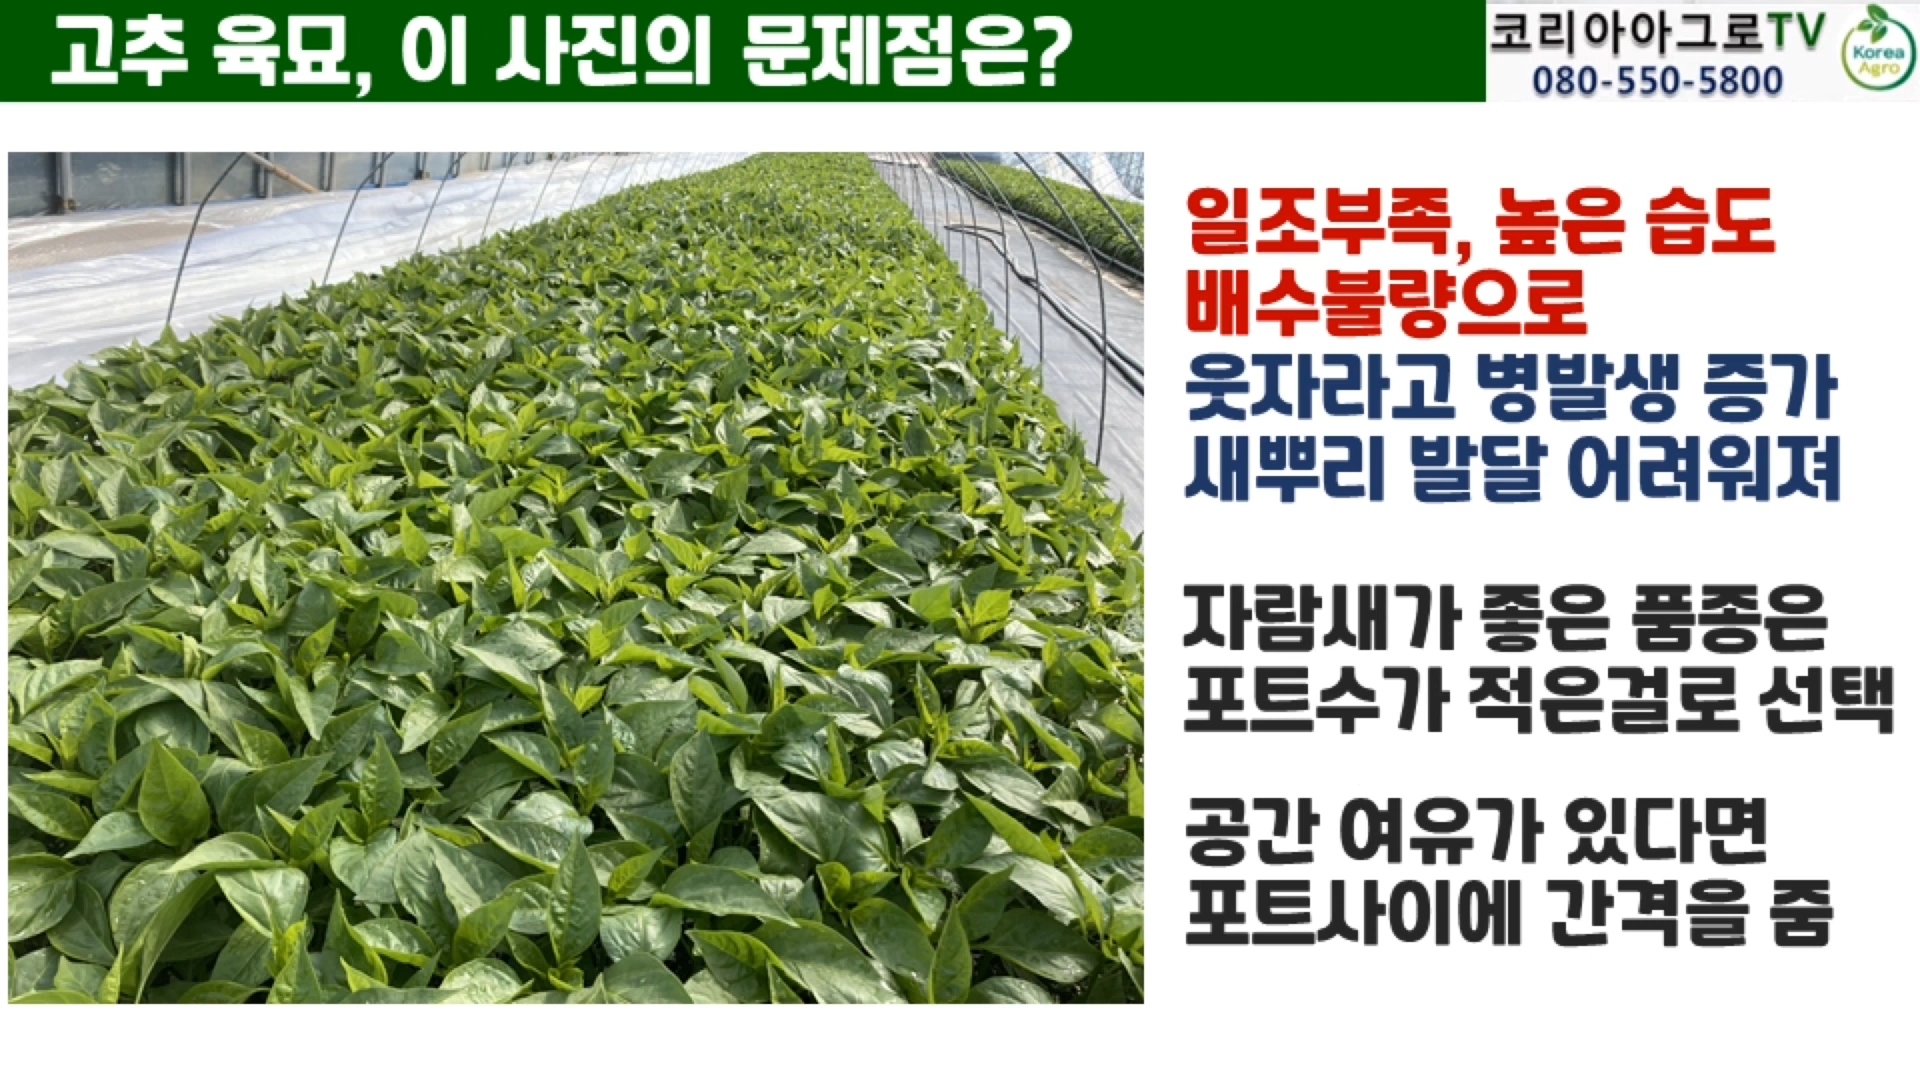 고추 육묘, 이 사진의 문제점은?
코리아아그로TV
080-550-5800
Korea
Agro
일조부족, 높은 습도
배수불량으로
웃자라고 병발생 증가
새뿌리 발달 어려워져
자람새가 좋은 품종은
포트수가 적은걸로 선택
공간 여유가 있다면
포트사이에 간격을 줌